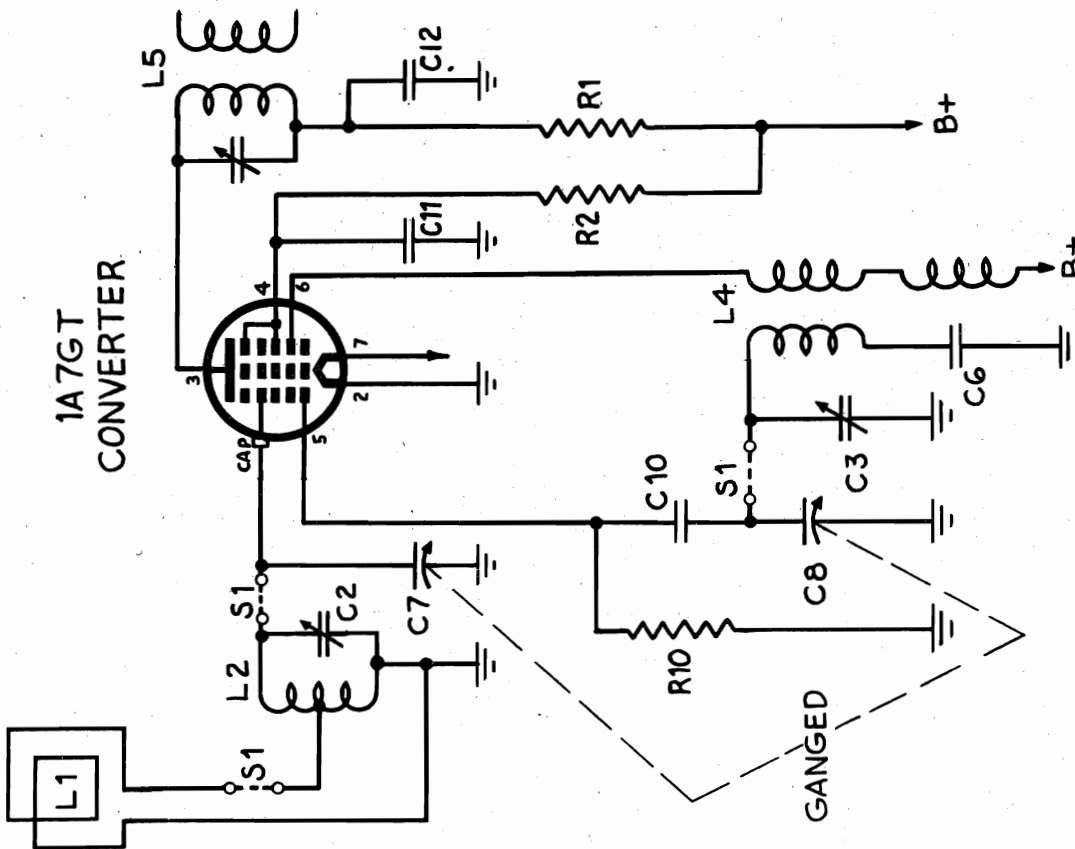 1A7GT
CONVERTER
L5
C12
R1
B+
R2
C11
3
4
6
7
2
5
CAP
L4
B+
C6
C3
S1
C10
C8
R10
GANGED
C7
S1
C2
L2
S1
L1